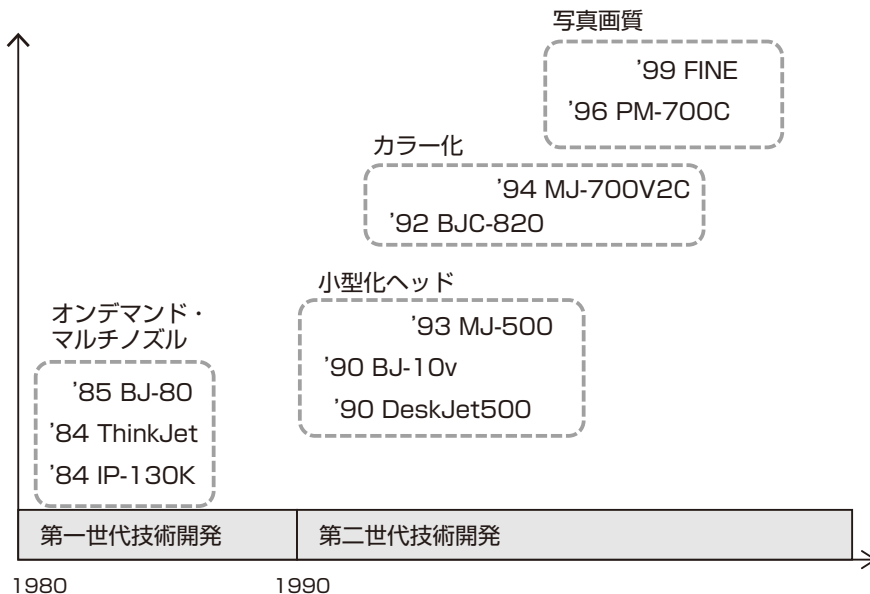 写真画質
’99 FINE
’96 PM-700C
カラー化
’94 MJ-700V2C
’92 BJC-820
小型化ヘッド
’93 MJ-500
’90 BJ-10v
’90 DeskJet500
オンデマンド・
マルチノズル
’85 BJ-80
’84 ThinkJet
’84 IP-130K
第一世代技術開発
第二世代技術開発
1980
1990